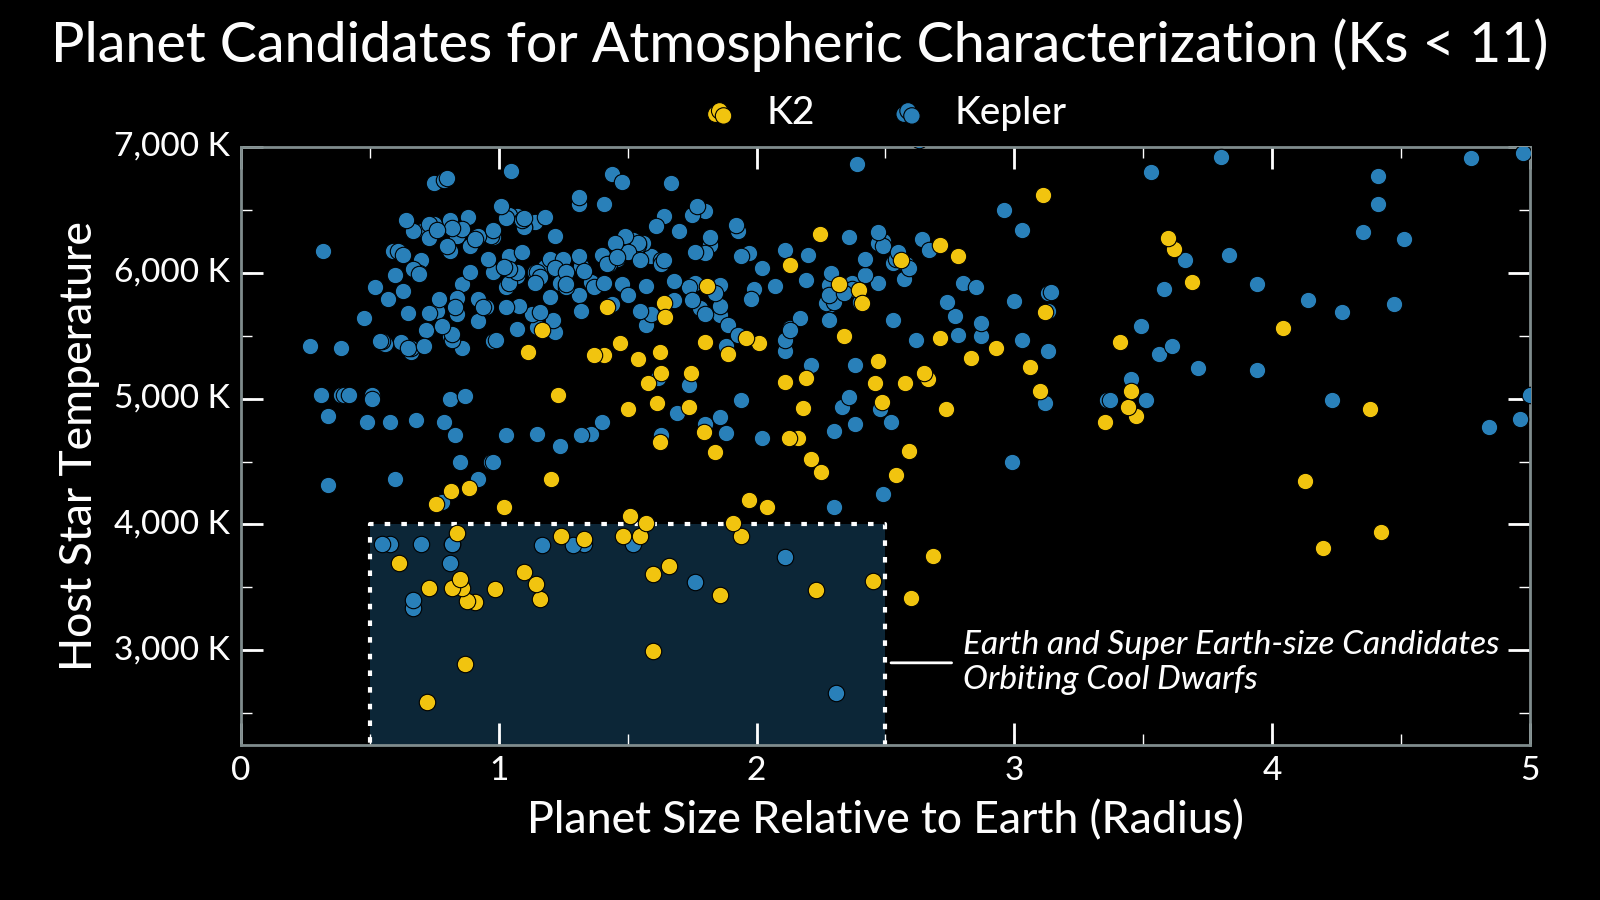 Planet Candidates for Atmospheric Characterization (Ks < 11)
K2 Kepler
7,000 K
6,000 K
5,000 K
4,000 K
3,000 K
Host Star Temperature
Earth and Super Earth-size Candidates
Orbiting Cool Dwarfs
0 1 2 3 4 5
Planet Size Relative to Earth (Radius)